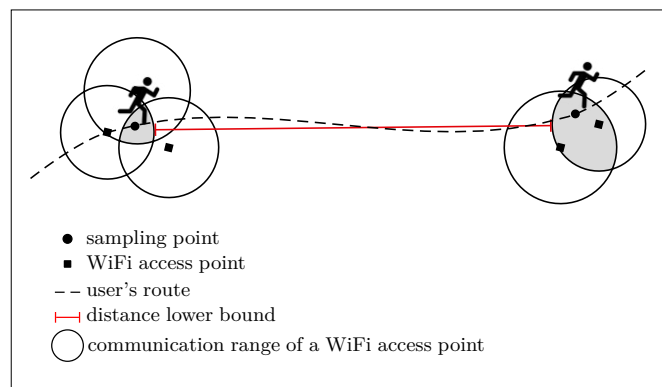 sampling point
WiFi access point
user's route
distance lower bound
communication range of a WiFi access point